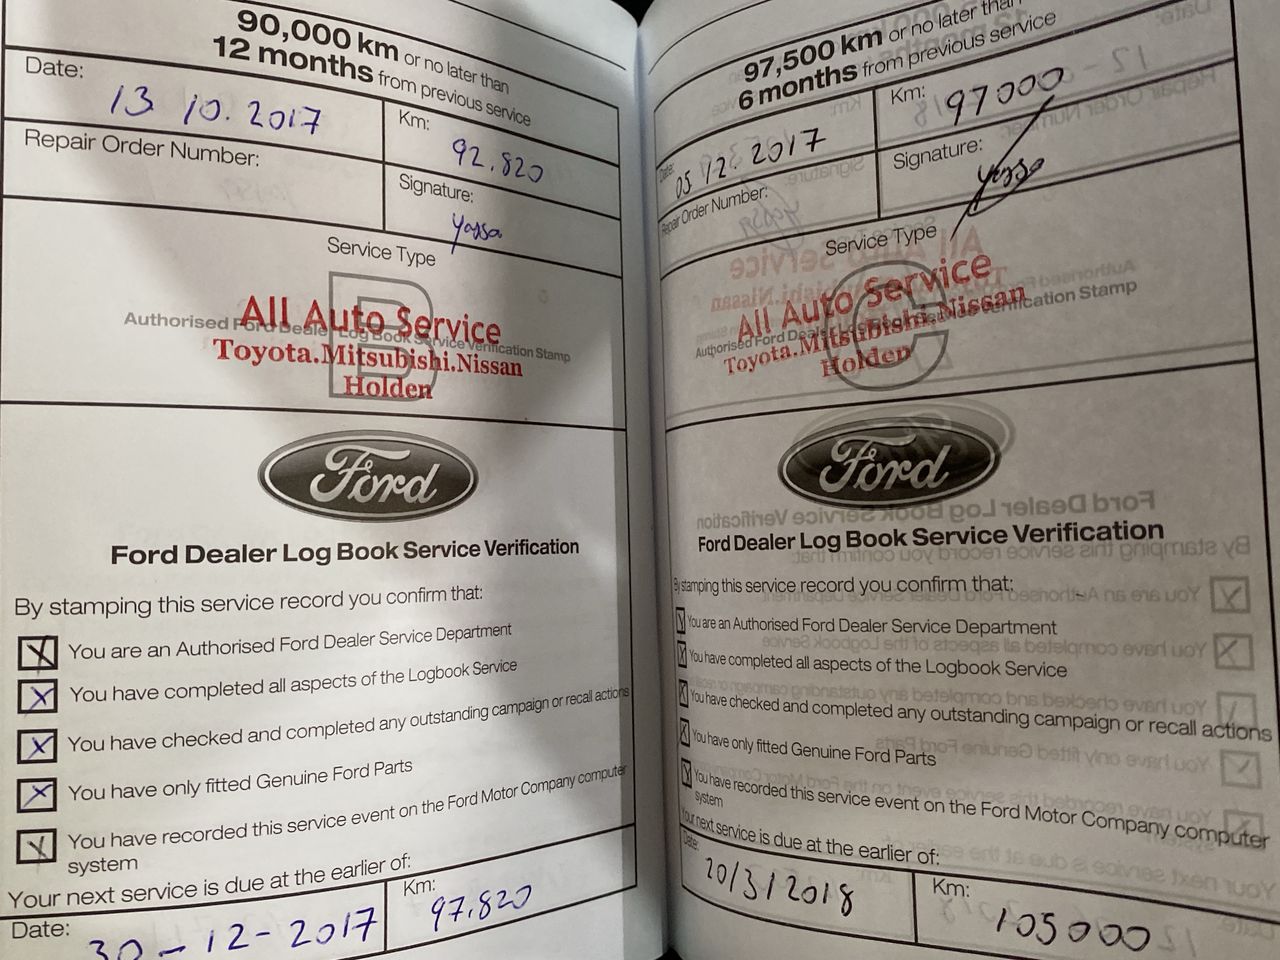 90,000 km or no later than
12 months from previous service
Date:
13 10. 2017
Km:
92.820
Repair Order Number:
Signature:
Yassa
Service Type
B
Authorised Ford Dealer Log Book Service Verification Stamp
All Auto Service
Toyota.Mitsubishi.Nissan
Holden
Ford
Ford Dealer Log Book Service Verification
By stamping this service record you confirm that:
You are an Authorised Ford Dealer Service Department
You have completed all aspects of the Logbook Service
You have checked and completed any outstanding campaign or recall actions
You have only fitted Genuine Ford Parts
You have recorded this service event on the Ford Motor Company computer
system
Your next service is due at the earlier of:
Date:
30-12-2017
Km:
97.820
97,500 km or no later than
6 months from previous service
Date:
05 12 2017
Km:
97000
Repair Order Number:
Signature:
Yassa
Service Type
C
Authorised Ford Dealer Log Book Service Verification Stamp
All Auto Service
Toyota.Mitsubishi.Nissan
Holden
Ford
Ford Dealer Log Book Service Verification
By stamping this service record you confirm that:
You are an Authorised Ford Dealer Service Department
You have completed all aspects of the Logbook Service
You have checked and completed any outstanding campaign or recall actions
You have only fitted Genuine Ford Parts
You have recorded this service event on the Ford Motor Company computer
system
Your next service is due at the earlier of:
Date:
20/3/2018
Km:
105000